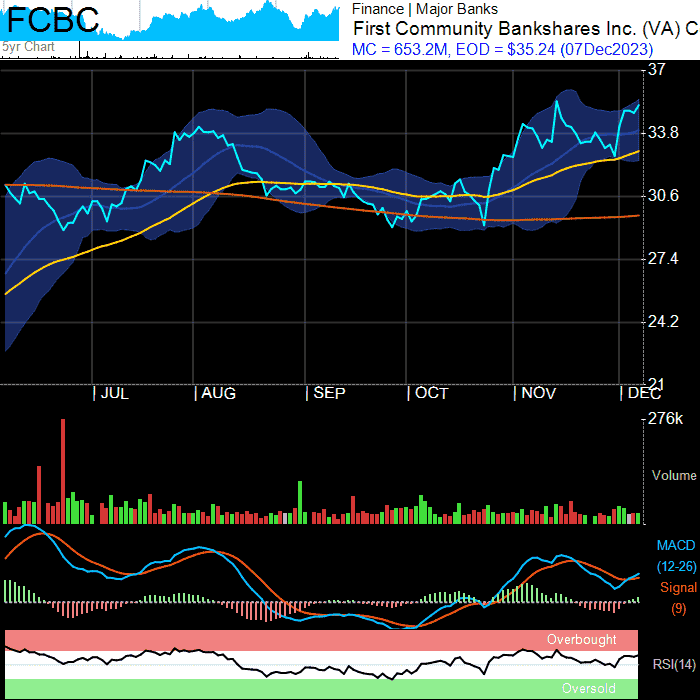 FCBC
5yr Chart
Finance | Major Banks
First Community Bankshares Inc. (VA) C
MC = 653.2M, EOD = $35.24 (07Dec2023)
37
33.8
30.6
27.4
24.2
21
JUL AUG SEP OCT NOV DEC
276k
Volume
MACD
(12-26)
Signal
(9)
Overbought
RSI(14)
Oversold